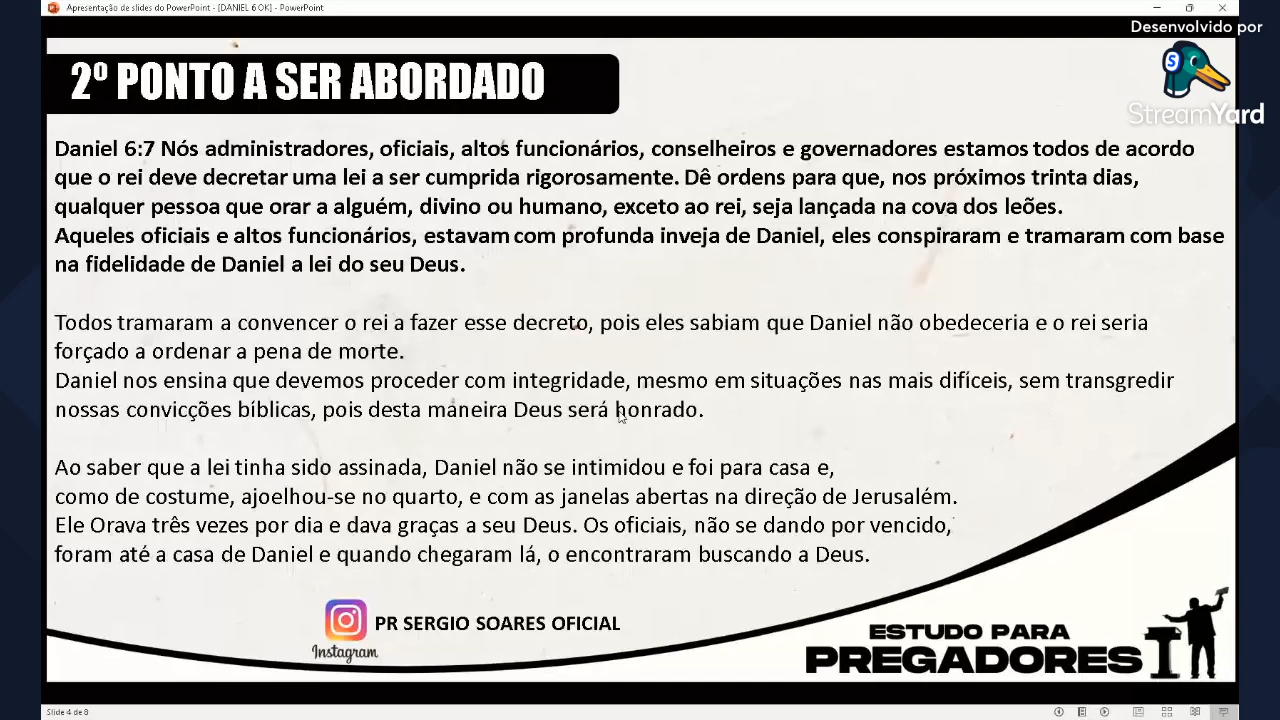 Apresentação de slides do PowerPoint - [DANIEL 6 OK] - PowerPoint
Desenvolvido por
S
StreamYard
2º PONTO A SER ABORDADO
Daniel 6:7 Nós administradores, oficiais, altos funcionários, conselheiros e governadores estamos todos de acordo
que o rei deve decretar uma lei a ser cumprida rigorosamente. Dê ordens para que, nos próximos trinta dias,
qualquer pessoa que orar a alguém, divino ou humano, exceto ao rei, seja lançada na cova dos leões.
Aqueles oficiais e altos funcionários, estavam com profunda inveja de Daniel, eles conspiraram e tramaram com base
na fidelidade de Daniel a lei do seu Deus.
Todos tramaram a convencer o rei a fazer esse decreto, pois eles sabiam que Daniel não obedeceria e o rei seria
forçado a ordenar a pena de morte.
Daniel nos ensina que devemos proceder com integridade, mesmo em situações nas mais difíceis, sem transgredir
nossas convicções bíblicas, pois desta maneira Deus será honrado.
Ao saber que a lei tinha sido assinada, Daniel não se intimidou e foi para casa e,
como de costume, ajoelhou-se no quarto, e com as janelas abertas na direção de Jerusalém.
Ele Orava três vezes por dia e dava graças a seu Deus. Os oficiais, não se dando por vencido,
foram até a casa de Daniel e quando chegaram lá, o encontraram buscando a Deus.
PR SERGIO SOARES OFICIAL
Instagram
ESTUDO PARA
PREGADORES
Slide 4 de 8